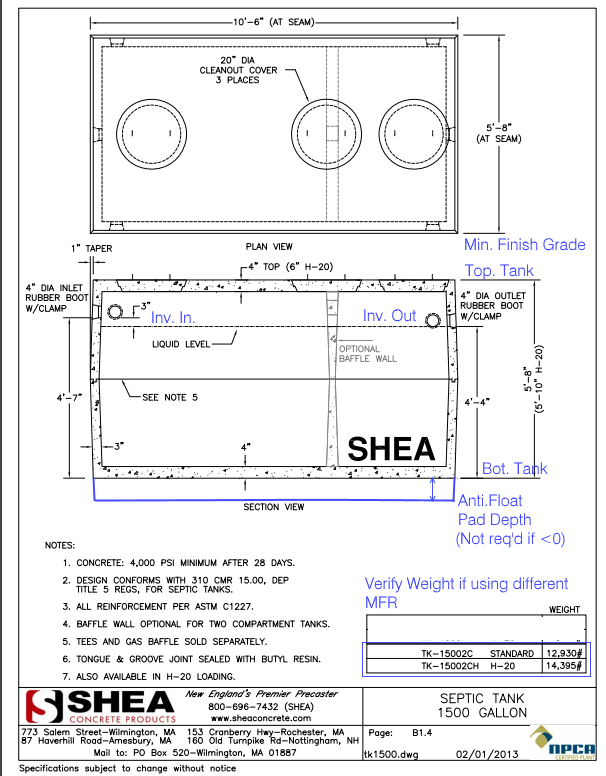 10'-6" (AT SEAM)
20" DIA
CLEANOUT COVER
3 PLACES
5'-8"
(AT SEAM)
PLAN VIEW
Min. Finish Grade
1" TAPER
4" TOP (6" H-20)
Top. Tank
4" DIA INLET
RUBBER BOOT
W/CLAMP
3"
Inv. In.
Inv. Out
4" DIA OUTLET
RUBBER BOOT
W/CLAMP
LIQUID LEVEL
OPTIONAL
BAFFLE WALL
5'-8"
(5'-10" H-20)
4'-7"
SEE NOTE 5
4'-4"
3"
4"
SHEA
Bot. Tank
SECTION VIEW
Anti.Float
Pad Depth
(Not req'd if <0)
NOTES:
1. CONCRETE: 4,000 PSI MINIMUM AFTER 28 DAYS.
2. DESIGN CONFORMS WITH 310 CMR 15.00, DEP
TITLE 5 REGS, FOR SEPTIC TANKS.
3. ALL REINFORCEMENT PER ASTM C1227.
4. BAFFLE WALL OPTIONAL FOR TWO COMPARTMENT TANKS.
5. TEES AND GAS BAFFLE SOLD SEPARATELY.
6. TONGUE & GROOVE JOINT SEALED WITH BUTYL RESIN.
7. ALSO AVAILABLE IN H-20 LOADING.
Verify Weight if using different
MFR
WEIGHT
TK-15002C STANDARD 12,930#
TK-15002CH H-20 14,395#
SHEA
CONCRETE PRODUCTS
New England's Premier Precaster
800-696-7432 (SHEA)
www.sheaconcrete.com
SEPTIC TANK
1500 GALLON
773 Salem Street-Wilmington, MA 153 Cranberry Hwy-Rochester, MA
87 Haverhill Road-Amesbury, MA 160 Old Turnpike Rd-Nottingham, NH
Mail to: PO Box 520-Wilmington, MA 01887
Page: B1.4
tk1500.dwg 02/01/2013
NPCA
CERTIFIED PLANT
Specifications subject to change without notice